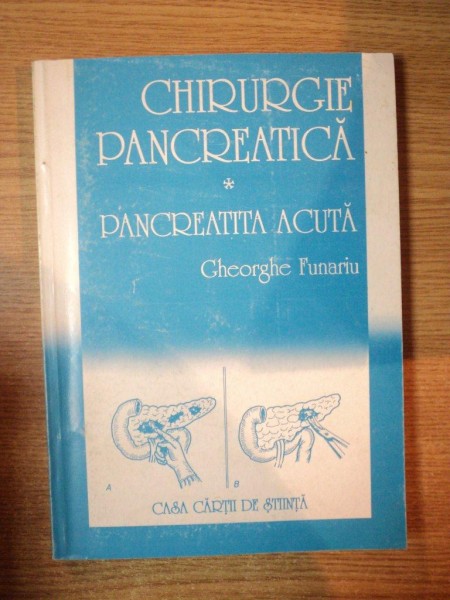 CHIRURGIE
PANCREATICĂ
*
PANCREATITA ACUTĂ
Gheorghe Funariu
A
B
CASA CĂRȚII DE ȘTIINȚĂ